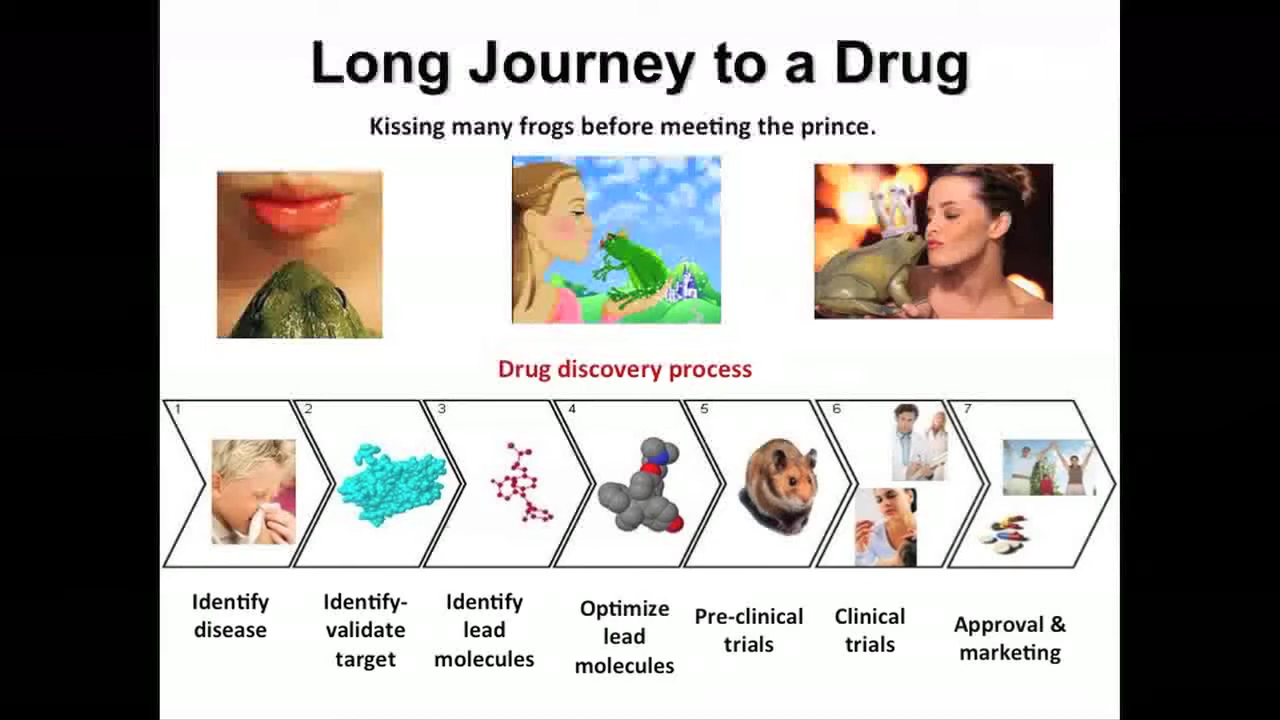 Long Journey to a Drug
Kissing many frogs before meeting the prince.
Drug discovery process
1 2 3 4 5 6 7
Identify
disease
Identify-
validate
target
Identify
lead
molecules
Optimize
lead
molecules
Pre-clinical
trials
Clinical
trials
Approval &
marketing